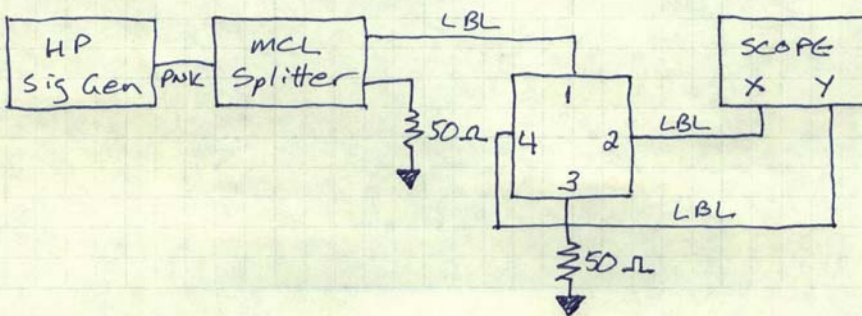 HP
Sig Gen
PNK
MCL
Splitter
LBL
50Ω
1
4
2
3
LBL
SCOPE
X Y
LBL
50Ω